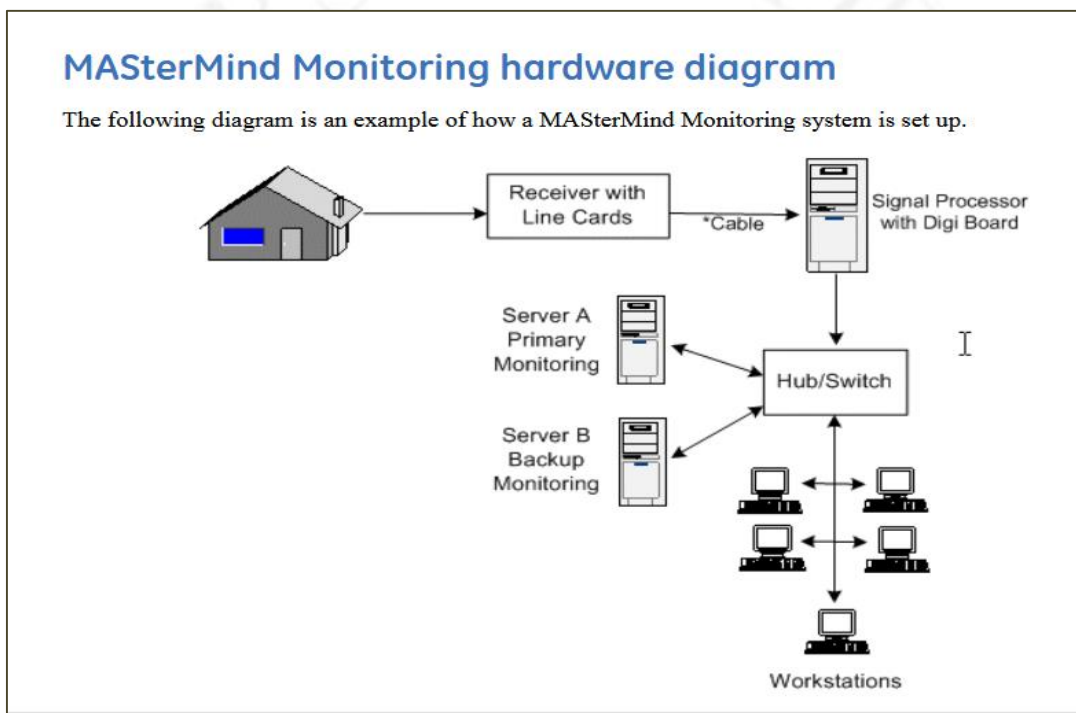 MASterMind Monitoring hardware diagram
The following diagram is an example of how a MASterMind Monitoring system is set up.
Receiver with
Line Cards
*Cable
Signal Processor
with Digi Board
Server A
Primary
Monitoring
Hub/Switch
Server B
Backup
Monitoring
Workstations